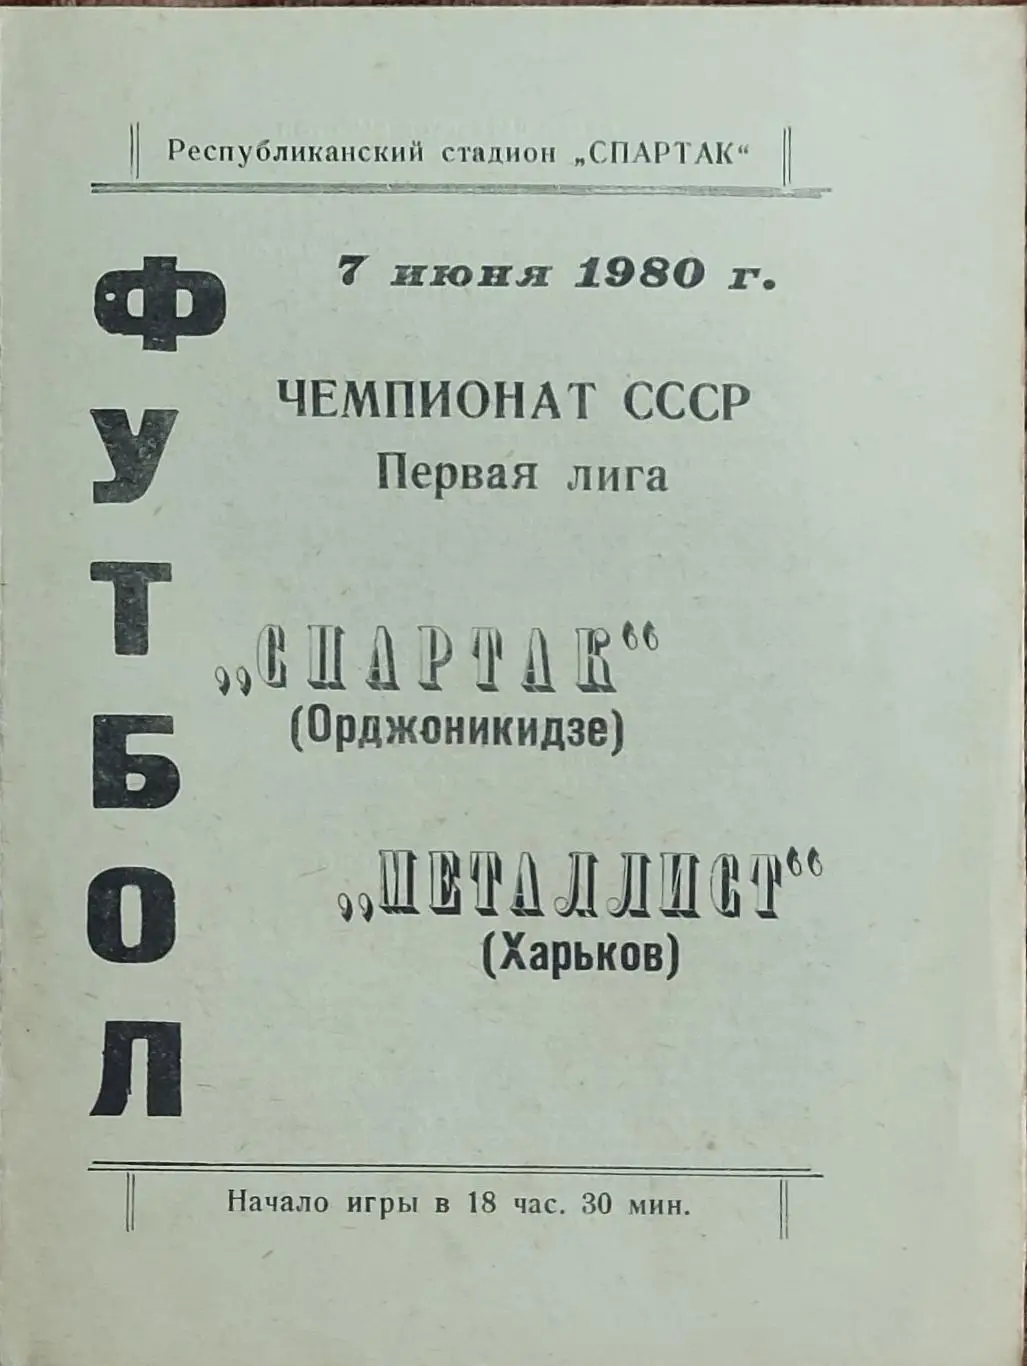 Республиканский стадион „СПАРТАК“
ФУТБОЛ
7 июня 1980 г.
ЧЕМПИОНАТ СССР
Первая лига
„СПАРТАК“
(Орджоникидзе)
„МЕТАЛЛИСТ“
(Харьков)
Начало игры в 18 час. 30 мин.